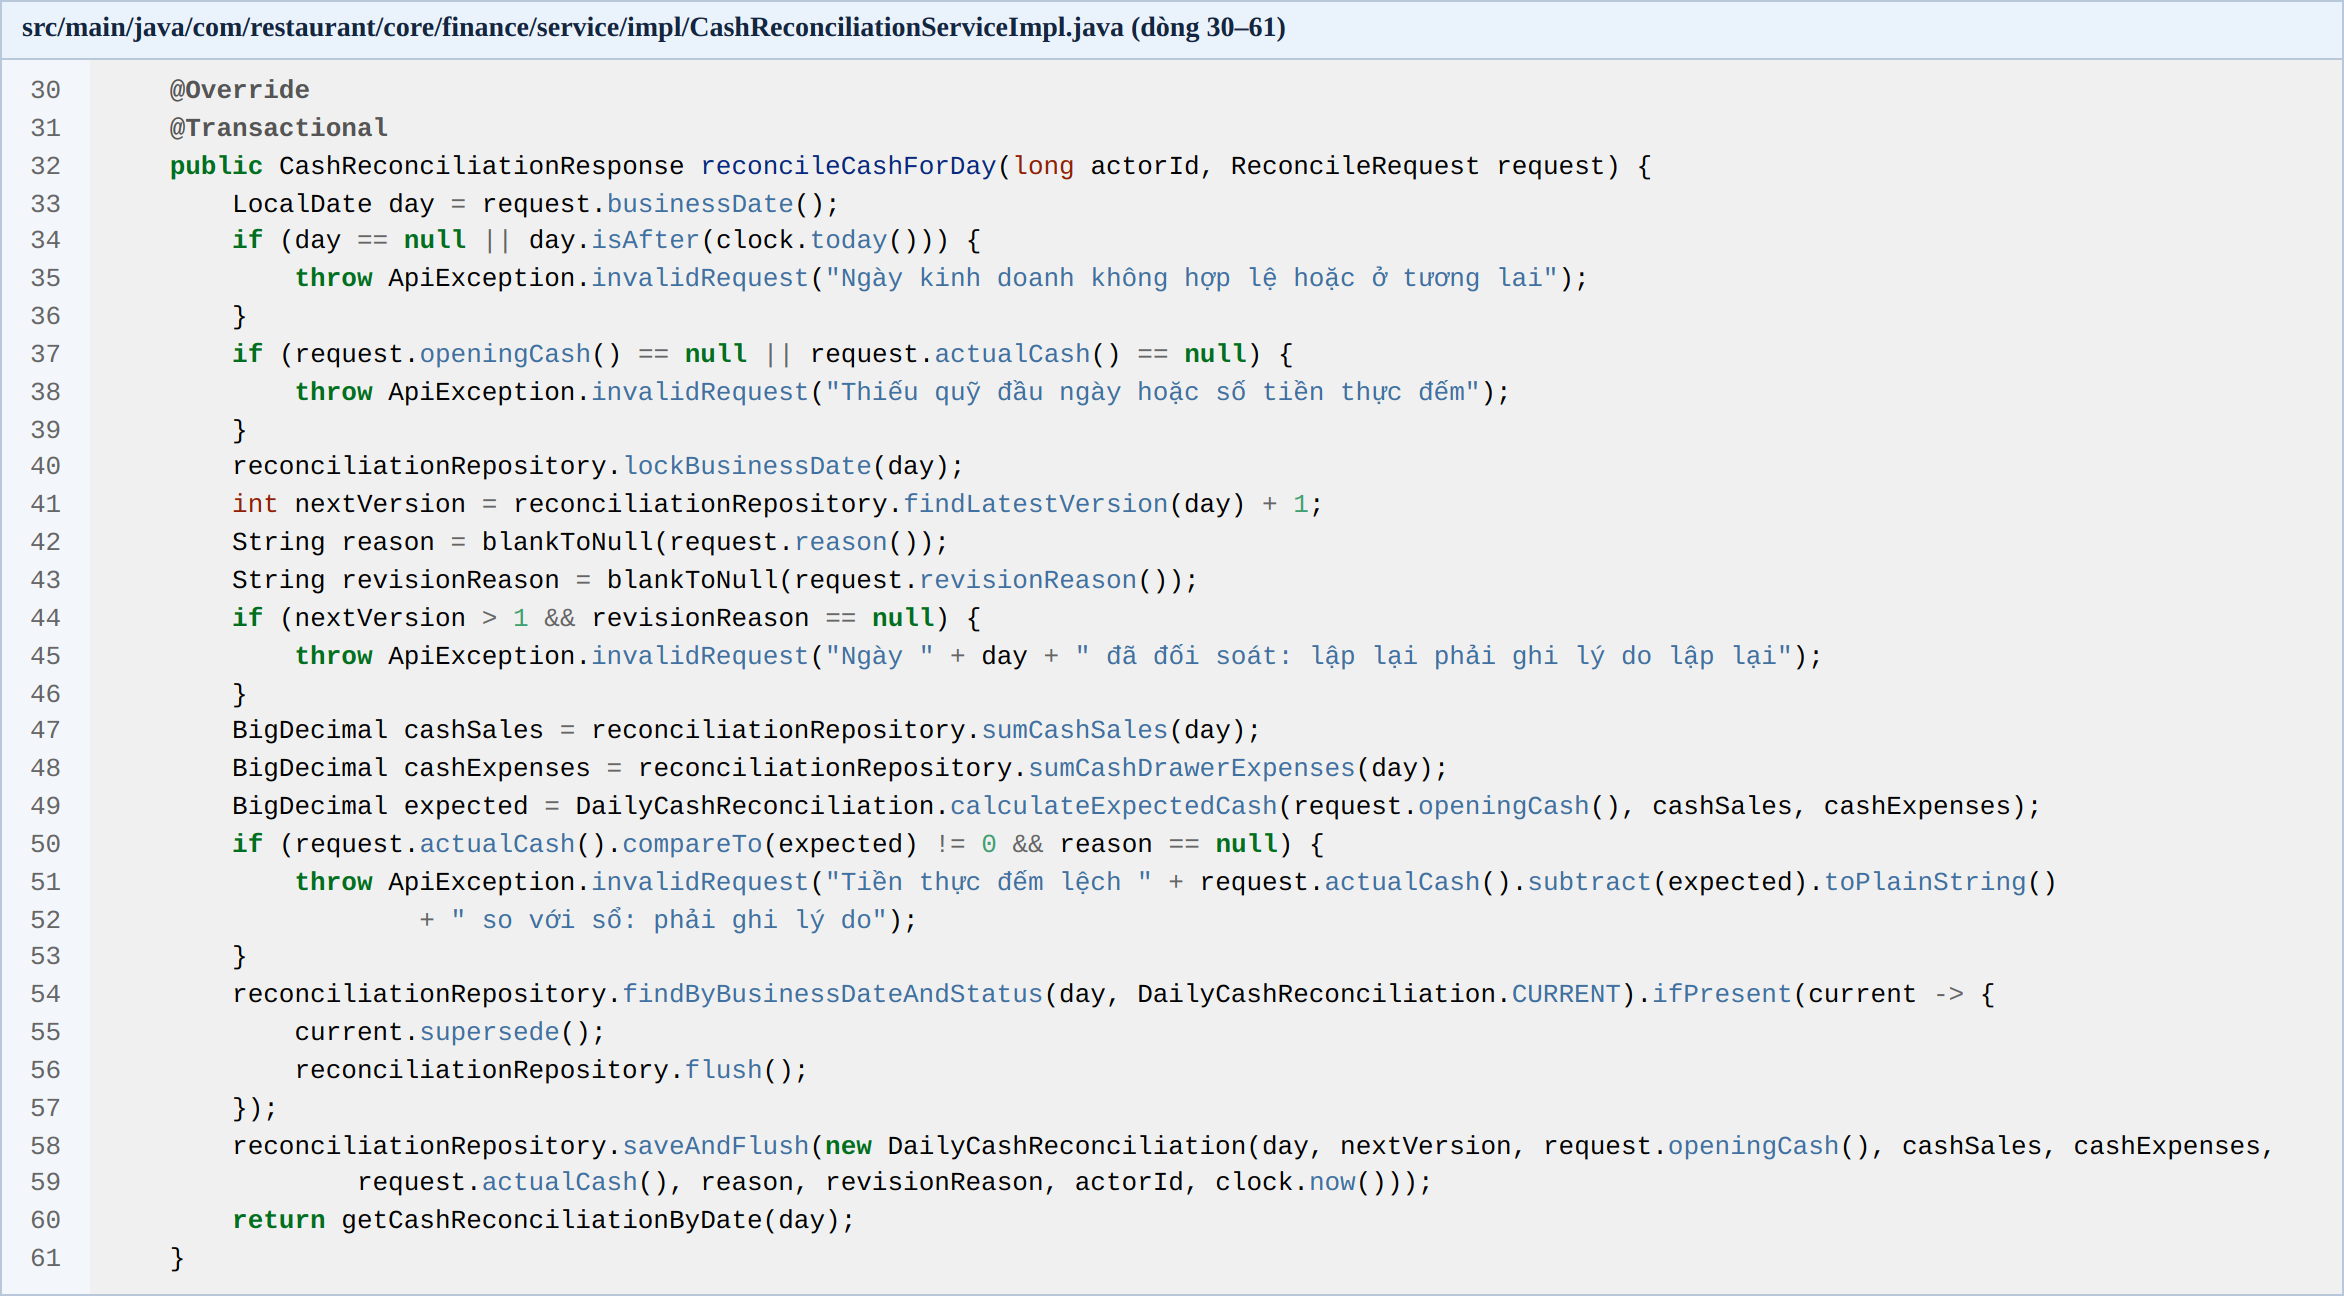 src/main/java/com/restaurant/core/finance/service/impl/CashReconciliationServiceImpl.java (dòng 30–61)
30     @Override
31     @Transactional
32     public CashReconciliationResponse reconcileCashForDay(long actorId, ReconcileRequest request) {
33         LocalDate day = request.businessDate();
34         if (day == null || day.isAfter(clock.today())) {
35             throw ApiException.invalidRequest("Ngày kinh doanh không hợp lệ hoặc ở tương lai");
36         }
37         if (request.openingCash() == null || request.actualCash() == null) {
38             throw ApiException.invalidRequest("Thiếu quỹ đầu ngày hoặc số tiền thực đếm");
39         }
40         reconciliationRepository.lockBusinessDate(day);
41         int nextVersion = reconciliationRepository.findLatestVersion(day) + 1;
42         String reason = blankToNull(request.reason());
43         String revisionReason = blankToNull(request.revisionReason());
44         if (nextVersion > 1 && revisionReason == null) {
45             throw ApiException.invalidRequest("Ngày " + day + " đã đối soát: lập lại phải ghi lý do lập lại");
46         }
47         BigDecimal cashSales = reconciliationRepository.sumCashSales(day);
48         BigDecimal cashExpenses = reconciliationRepository.sumCashDrawerExpenses(day);
49         BigDecimal expected = DailyCashReconciliation.calculateExpectedCash(request.openingCash(), cashSales, cashExpenses);
50         if (request.actualCash().compareTo(expected) != 0 && reason == null) {
51             throw ApiException.invalidRequest("Tiền thực đếm lệch " + request.actualCash().subtract(expected).toPlainString()
52                     + " so với sổ: phải ghi lý do");
53         }
54         reconciliationRepository.findByBusinessDateAndStatus(day, DailyCashReconciliation.CURRENT).ifPresent(current -> {
55             current.supersede();
56             reconciliationRepository.flush();
57         });
58         reconciliationRepository.saveAndFlush(new DailyCashReconciliation(day, nextVersion, request.openingCash(), cashSales, cashExpenses,
59                 request.actualCash(), reason, revisionReason, actorId, clock.now()));
60         return getCashReconciliationByDate(day);
61     }